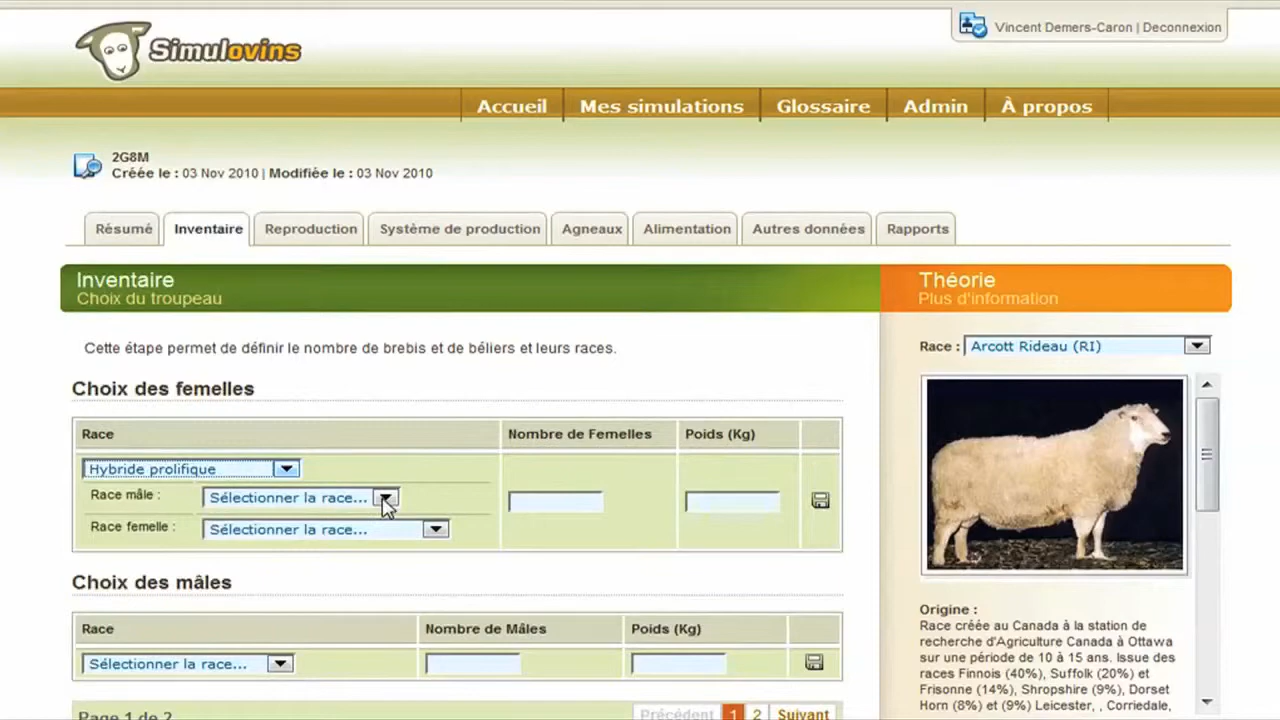 Vincent Demers-Caron | Deconnexion
Simulovins
Accueil
Mes simulations
Glossaire
Admin
À propos
2G8M
Créée le : 03 Nov 2010 | Modifiée le : 03 Nov 2010
Résumé
Inventaire
Reproduction
Système de production
Agneaux
Alimentation
Autres données
Rapports
Inventaire
Choix du troupeau
Théorie
Plus d'information
Cette étape permet de définir le nombre de brebis et de béliers et leurs races.
Race : Arcott Rideau (RI)
Choix des femelles
Race
Nombre de Femelles
Poids (Kg)
Hybride prolifique
Race mâle : Sélectionner la race...
Race femelle : Sélectionner la race...
Choix des mâles
Race
Nombre de Mâles
Poids (Kg)
Sélectionner la race...
Origine :
Race créée au Canada à la station de
recherche d'Agriculture Canada à Ottawa
sur une période de 10 à 15 ans. Issue des
races Finnois (40%), Suffolk (20%) et
Frisonne (14%), Shropshire (9%), Dorset
Horn (8%) et (9%) Leicester, , Corriedale,
Page 1 de 2
Précédent 1 2 Suivant